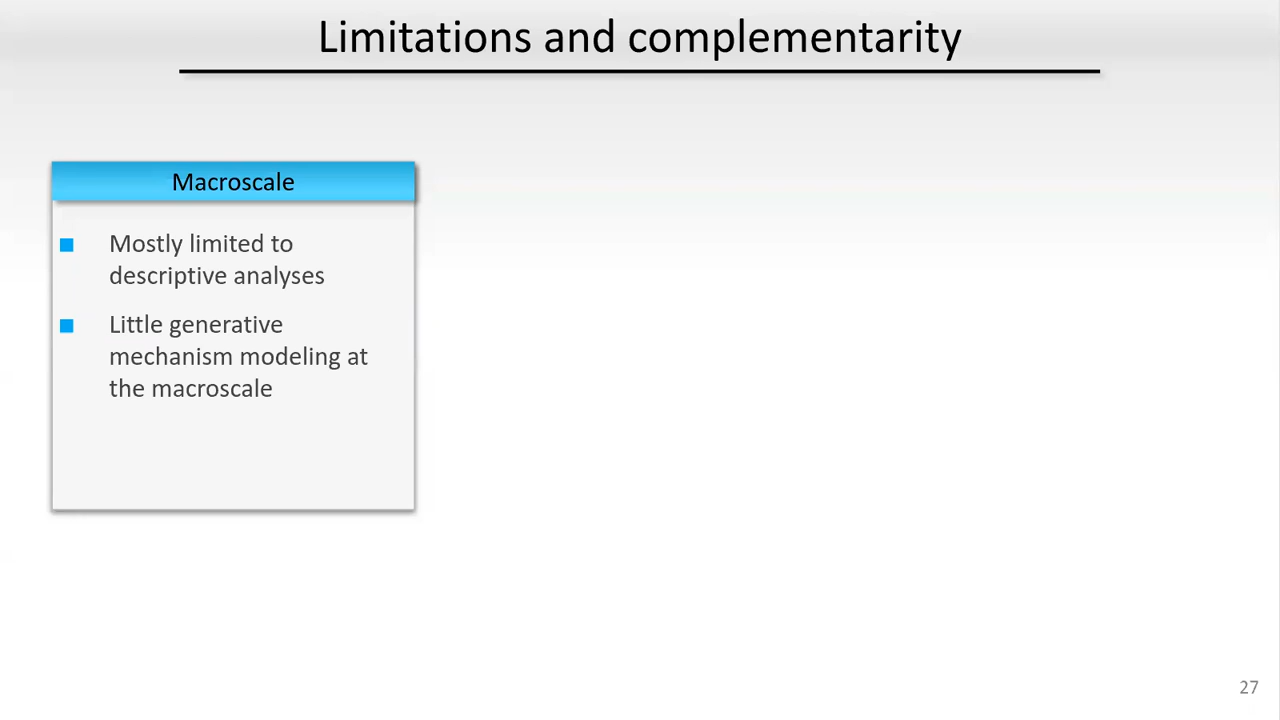 Limitations and complementarity
Macroscale
Mostly limited to
descriptive analyses
Little generative
mechanism modeling at
the macroscale
27